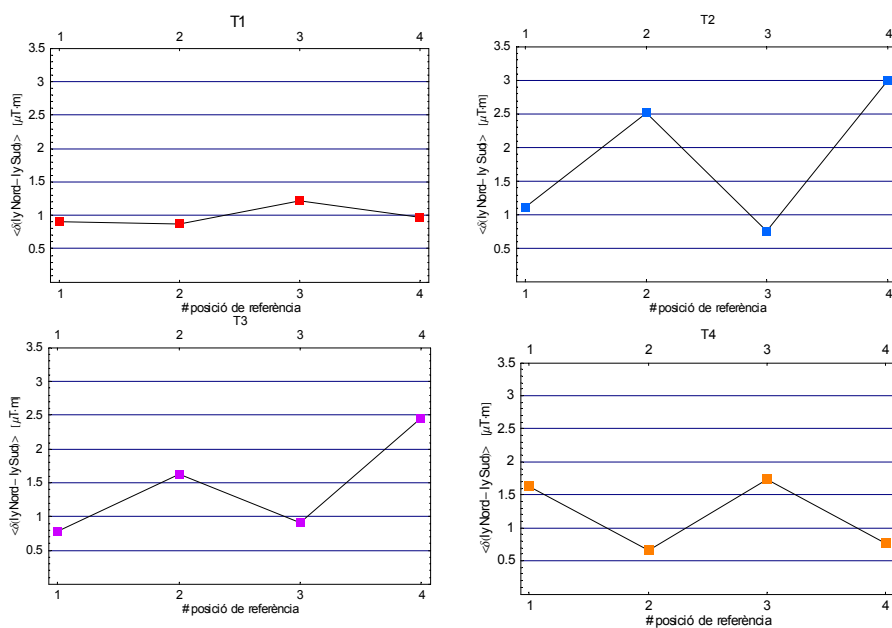 T1
1 2 3 4
3.5
3
2.5
2
1.5
1
0.5
<δ(IyNord-IySud)> [μT·m]
1 2 3 4
#posició de referència
T2
1 2 3 4
3.5
3
2.5
2
1.5
1
0.5
<δ(IyNord-IySud)> [μT·m]
1 2 3 4
#posició de referència
T3
1 2 3 4
3.5
3
2.5
2
1.5
1
0.5
<δ(IyNord-IySud)> [μT·m]
1 2 3 4
#posició de referència
T4
1 2 3 4
3.5
3
2.5
2
1.5
1
0.5
<δ(IyNord-IySud)> [μT·m]
1 2 3 4
#posició de referència